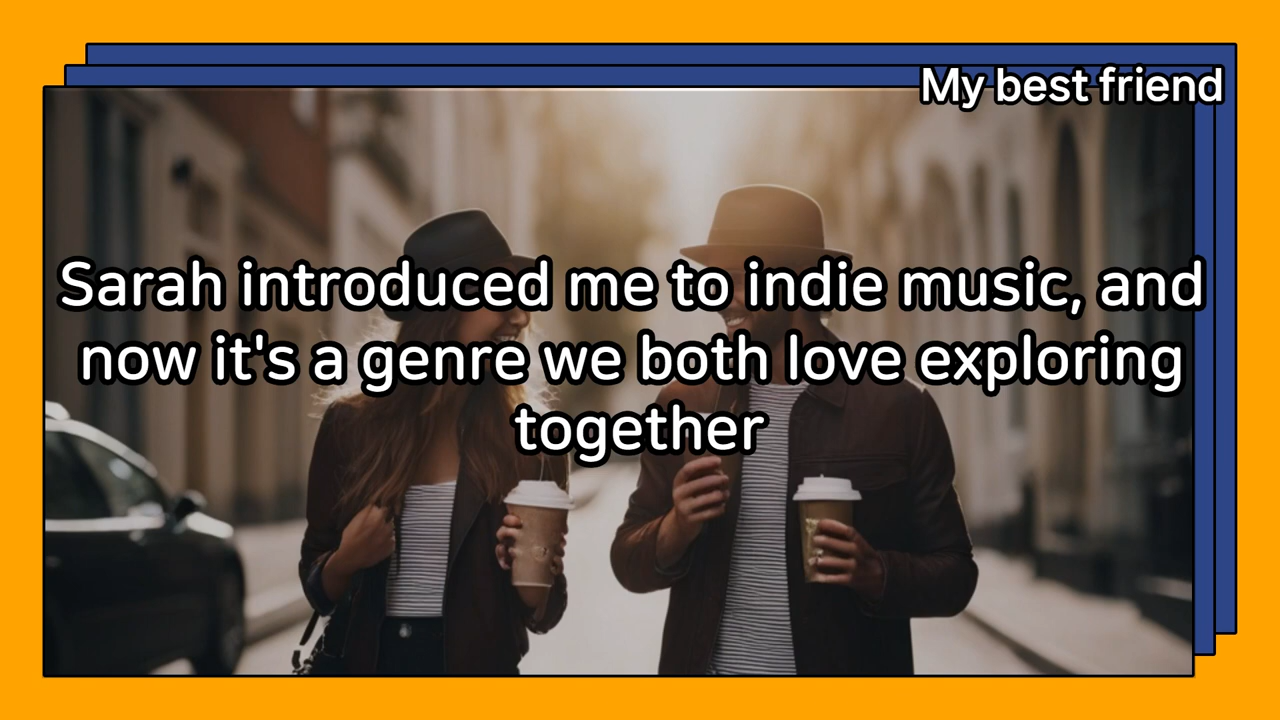 My best friend
Sarah introduced me to indie music, and
now it's a genre we both love exploring
together